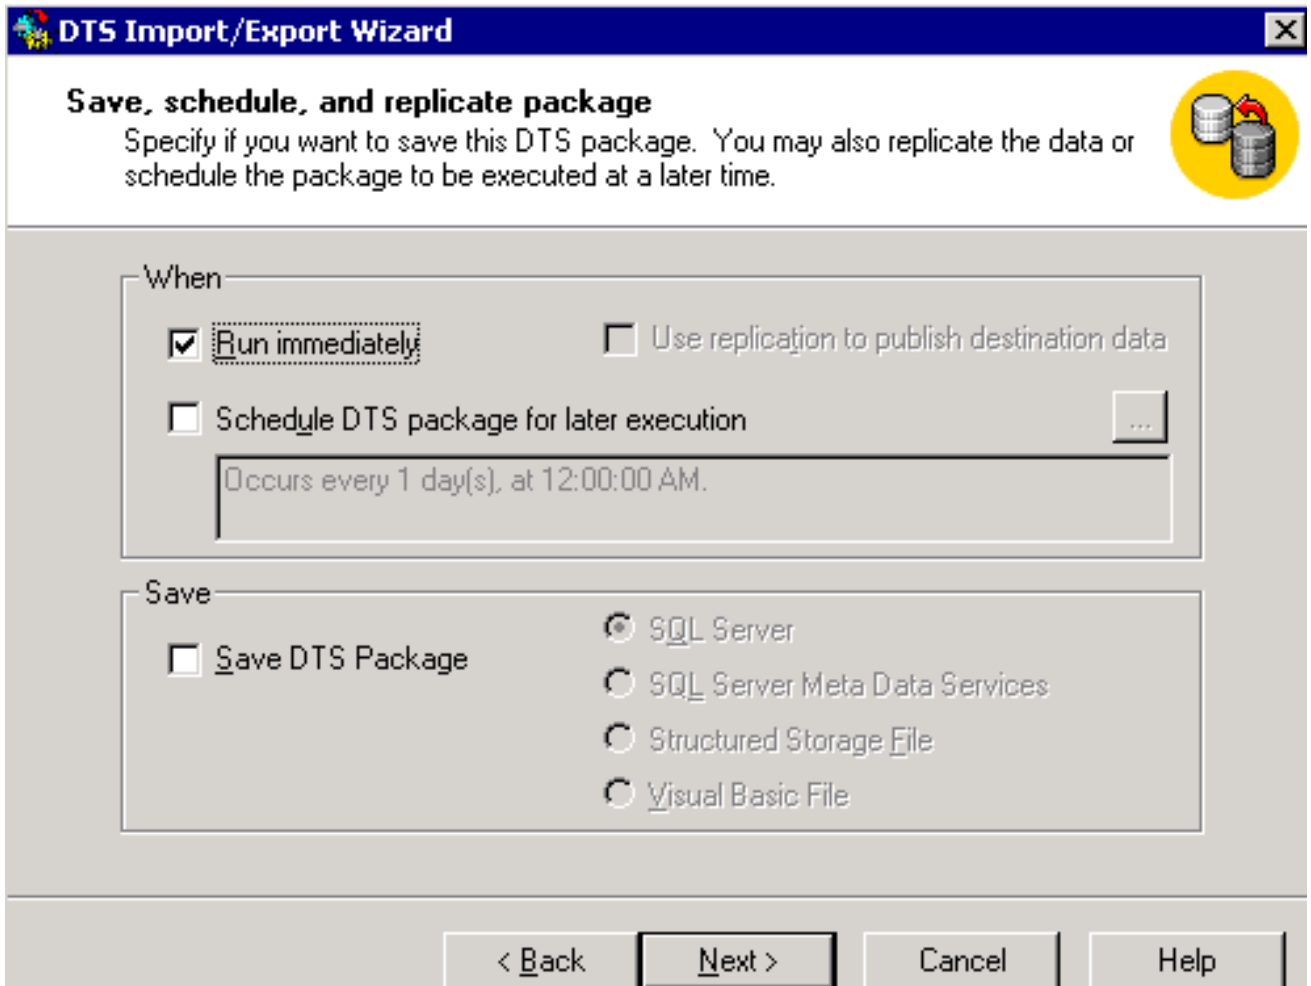 DTS Import/Export Wizard
Save, schedule, and replicate package
Specify if you want to save this DTS package. You may also replicate the data or
schedule the package to be executed at a later time.
When
Run immediately
Use replication to publish destination data
Schedule DTS package for later execution
...
Occurs every 1 day(s), at 12:00:00 AM.
Save
Save DTS Package
SQL Server
SQL Server Meta Data Services
Structured Storage File
Visual Basic File
< Back
Next >
Cancel
Help